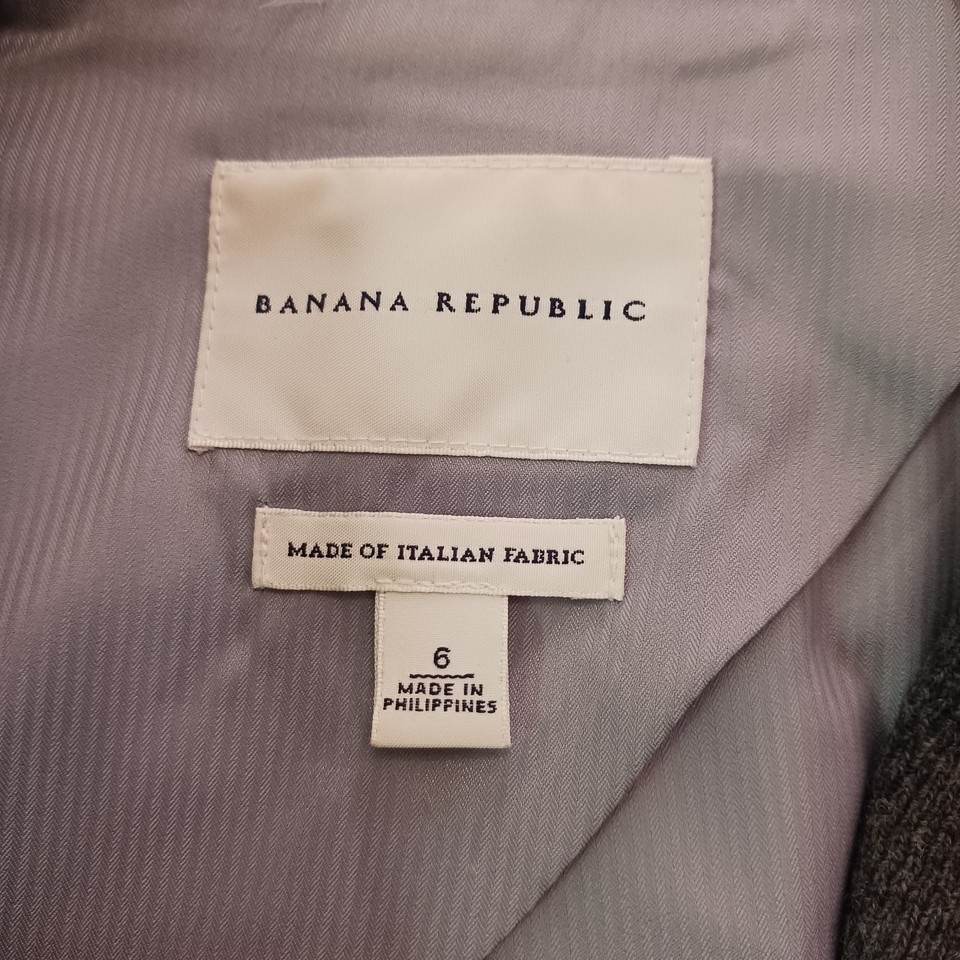 BANANA REPUBLIC
MADE OF ITALIAN FABRIC
6
MADE IN
PHILIPPINES